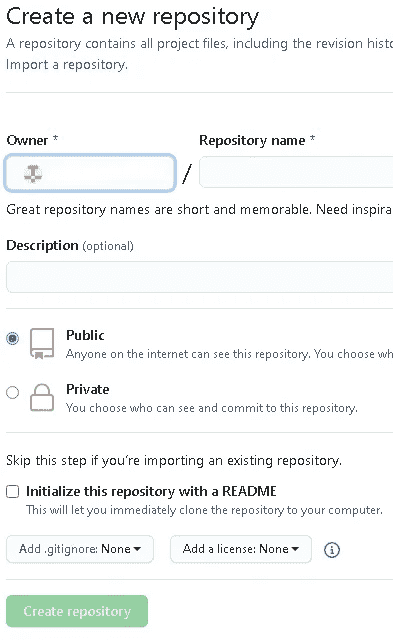 Create a new repository
A repository contains all project files, including the revision histo
Import a repository.
Owner *
Repository name *
/
Great repository names are short and memorable. Need inspira
Description (optional)
Public
Anyone on the internet can see this repository. You choose wh
Private
You choose who can see and commit to this repository.
Skip this step if you're importing an existing repository.
Initialize this repository with a README
This will let you immediately clone the repository to your computer.
Add .gitignore: None
Add a license: None
Create repository